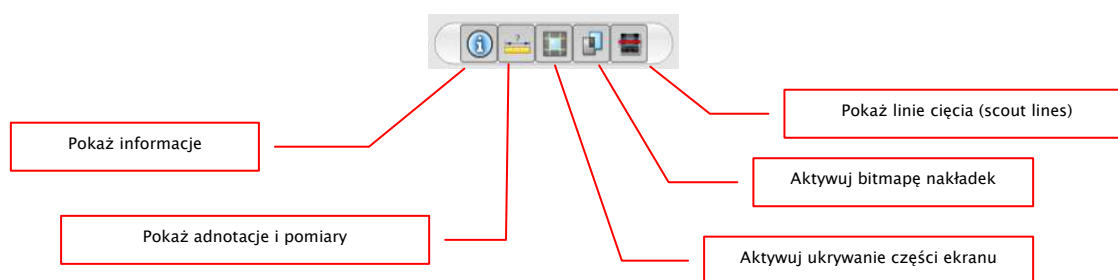 ?
Pokaż linie cięcia (scout lines)
Pokaż informacje
Aktywuj bitmapę nakładek
Pokaż adnotacje i pomiary
Aktywuj ukrywanie części ekranu